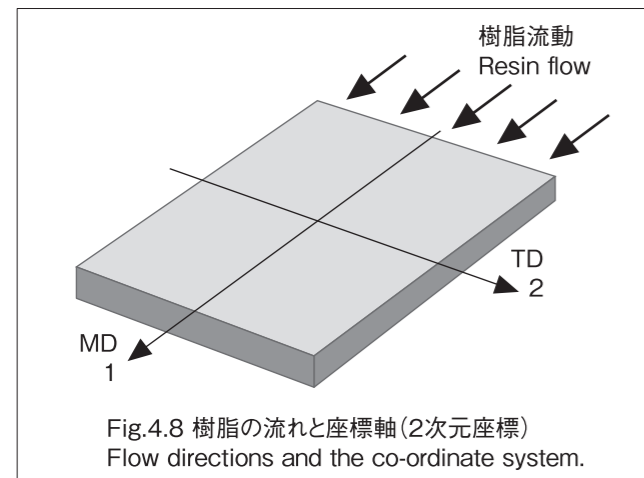 樹脂流動
Resin flow
TD
2
MD
1
Fig.4.8 樹脂の流れと座標軸(2次元座標)
Flow directions and the co-ordinate system.